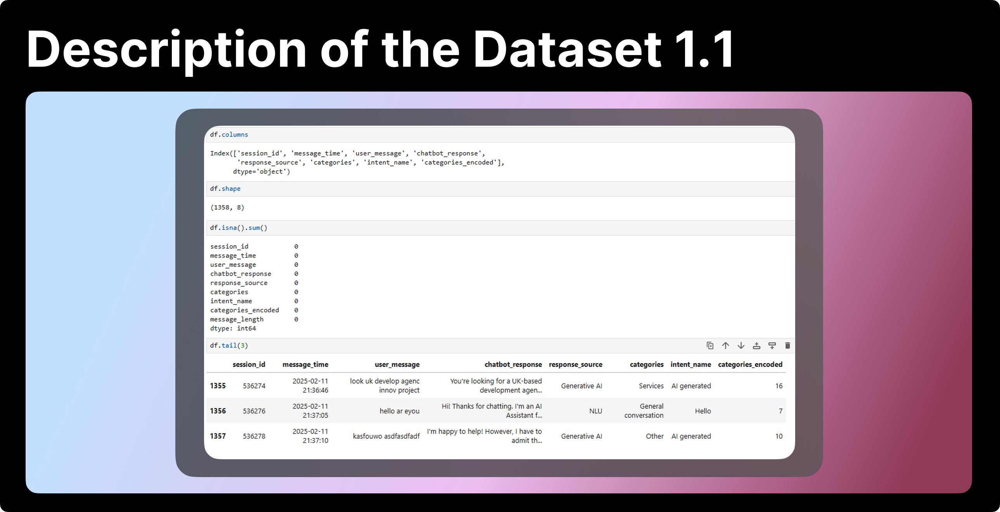 Description of the Dataset 1.1
df.columns
Index(['session_id', 'message_time', 'user_message', 'chatbot_response',
'response_source', 'categories', 'intent_name', 'categories_encoded'],
dtype='object')
df.shape
(1358, 8)
df.isna().sum()
session_id 0
message_time 0
user_message 0
chatbot_response 0
response_source 0
categories 0
intent_name 0
categories_encoded 0
message_length 0
dtype: int64
df.tail(3)
session_id message_time user_message chatbot_response response_source categories intent_name categories_encoded
1355 536274 2025-02-11 21:36:46 look uk develop agenc innov project You're looking for a UK-based development agen... Generative AI Services AI generated 16
1356 536276 2025-02-11 21:37:05 hello ar eyou Hi! Thanks for chatting. I'm an AI Assistant f... NLU General conversation Hello 7
1357 536278 2025-02-11 21:37:10 kasfouwo asdfasdfadf I'm happy to help! However, I have to admit th... Generative AI Other AI generated 10